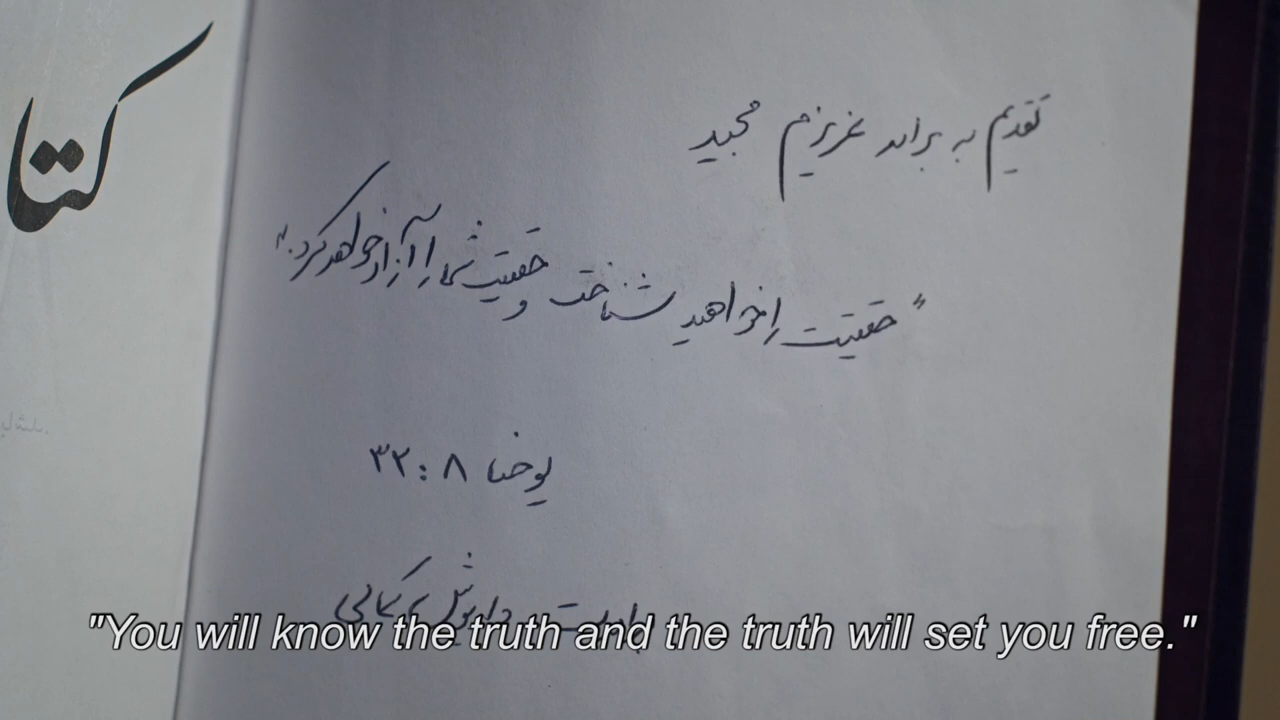 تقدیم به برادر عزیزم مجید
"حقیقت را خواهید شناخت و حقیقت شما را آزاد خواهد کرد."
یوحنا ۸:۳۲
داریوش
"You will know the truth and the truth will set you free."
کتا